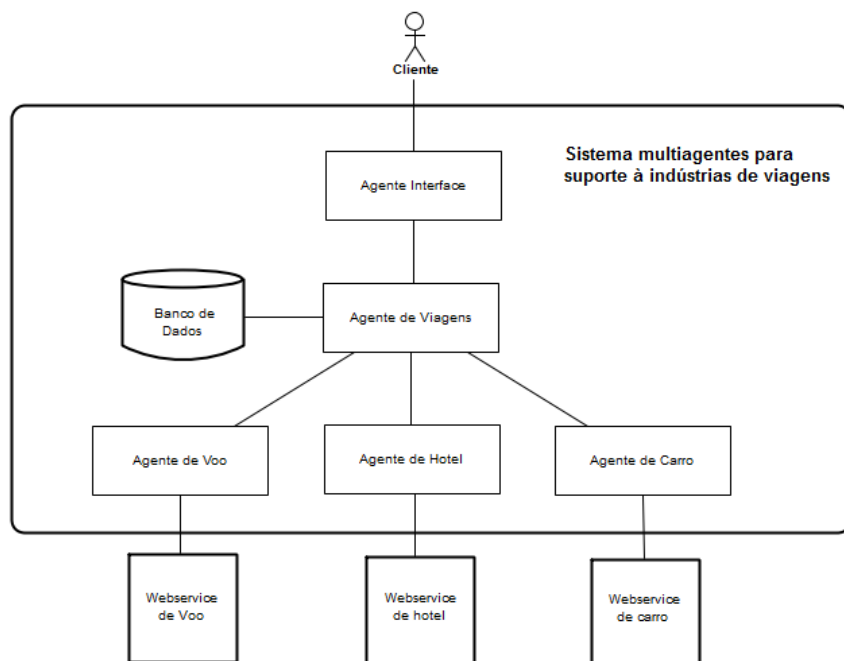 Cliente
Sistema multiagentes para
suporte à indústrias de viagens
Agente Interface
Banco de
Dados
Agente de Viagens
Agente de Voo
Agente de Hotel
Agente de Carro
Webservice
de Voo
Webservice
de hotel
Webservice
de carro